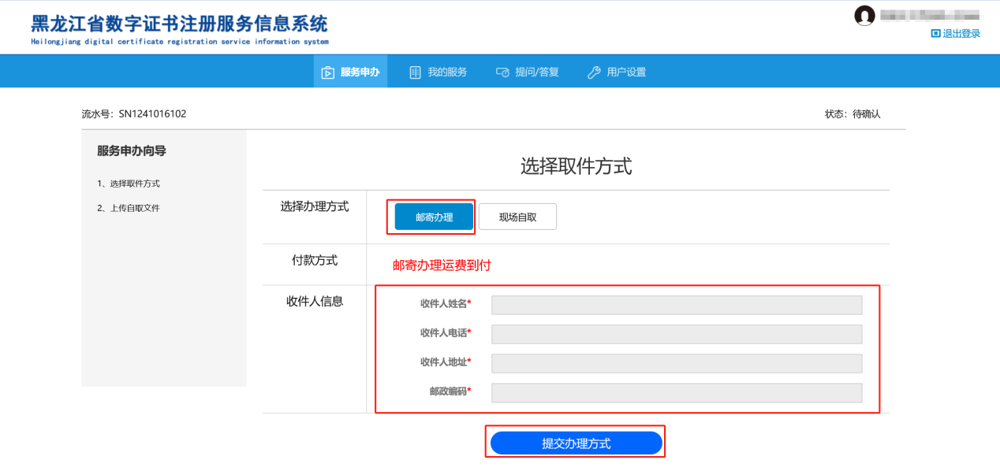 黑龙江省数字证书注册服务信息系统
Heilongjiang digital certificate registration service information system
退出登录
服务申办 我的服务 提问/答复 用户设置
流水号：SN1241016102 状态：待确认
服务申办向导
1、选择取件方式
2、上传自取文件
选择取件方式
选择办理方式 邮寄办理 现场自取
付款方式 邮寄办理运费到付
收件人信息
收件人姓名*
收件人电话*
收件人地址*
邮政编码*
提交办理方式